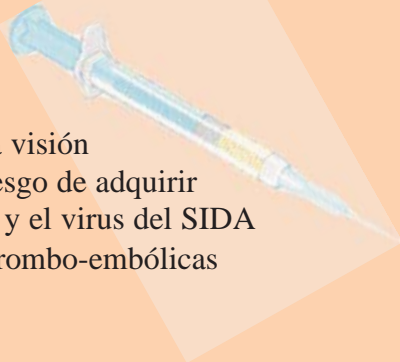 visión
esgo de adquirir
y el virus del SIDA
rombo-embólicas